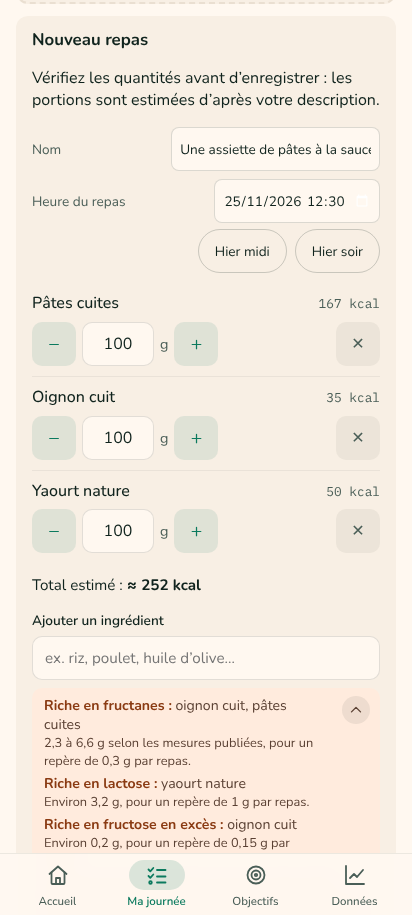 Nouveau repas
Vérifiez les quantités avant d’enregistrer : les
portions sont estimées d’après votre description.
Nom
Une assiette de pâtes à la sauce
Heure du repas
25/11/2026 12:30
Hier midi
Hier soir
Pâtes cuites
167 kcal
− 100 g + ×
Oignon cuit
35 kcal
− 100 g + ×
Yaourt nature
50 kcal
− 100 g + ×
Total estimé : ≈ 252 kcal
Ajouter un ingrédient
ex. riz, poulet, huile d’olive…
Riche en fructanes : oignon cuit, pâtes
cuites
2,3 à 6,6 g selon les mesures publiées, pour un
repère de 0,3 g par repas.
Riche en lactose : yaourt nature
Environ 3,2 g, pour un repère de 1 g par repas.
Riche en fructose en excès : oignon cuit
Environ 0,2 g, pour un repère de 0,15 g par
Accueil
Ma journée
Objectifs
Données